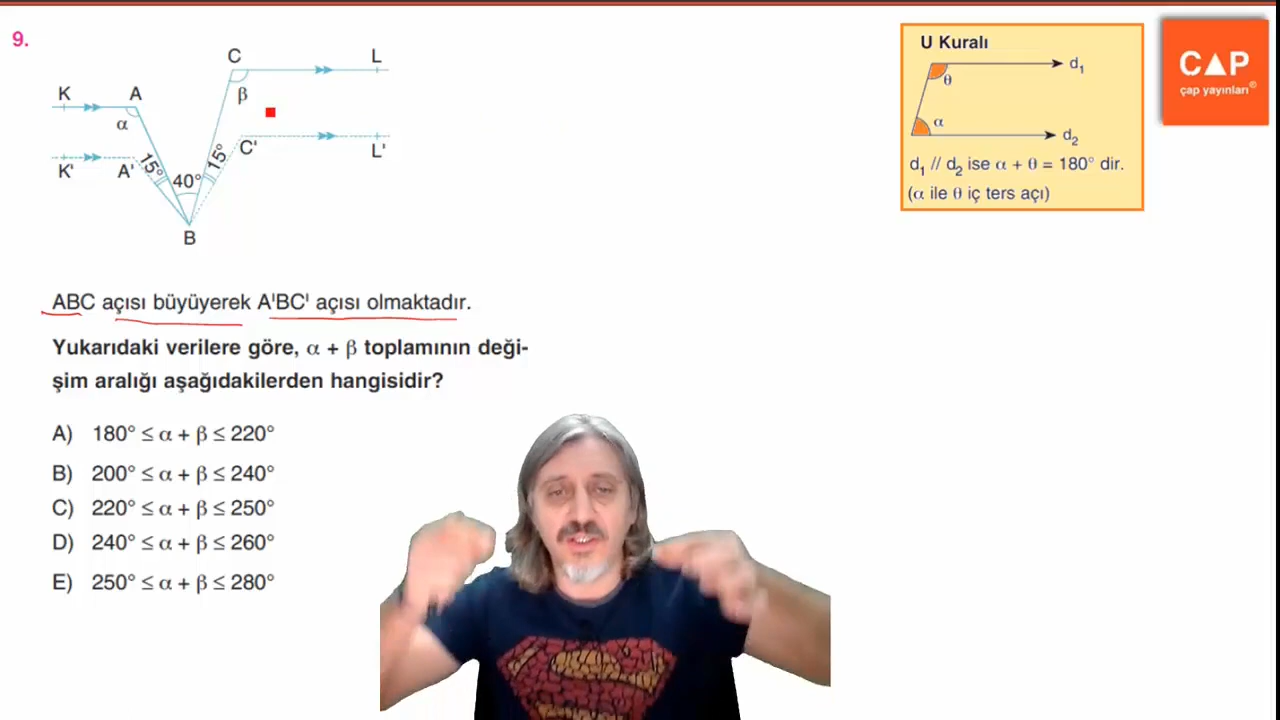 9.
C
L
K
A
β
α
C'
L'
K'
A'
15°
40°
15°
B
ABC açısı büyüyerek A'BC' açısı olmaktadır.
Yukarıdaki verilere göre, α + β toplamının deği-
şim aralığı aşağıdakilerden hangisidir?
A) 180° ≤ α + β ≤ 220°
B) 200° ≤ α + β ≤ 240°
C) 220° ≤ α + β ≤ 250°
D) 240° ≤ α + β ≤ 260°
E) 250° ≤ α + β ≤ 280°
U Kuralı
d₁
θ
α
d₂
d₁ // d₂ ise α + θ = 180° dir.
(α ile θ iç ters açı)
ÇAP
çap yayınları®